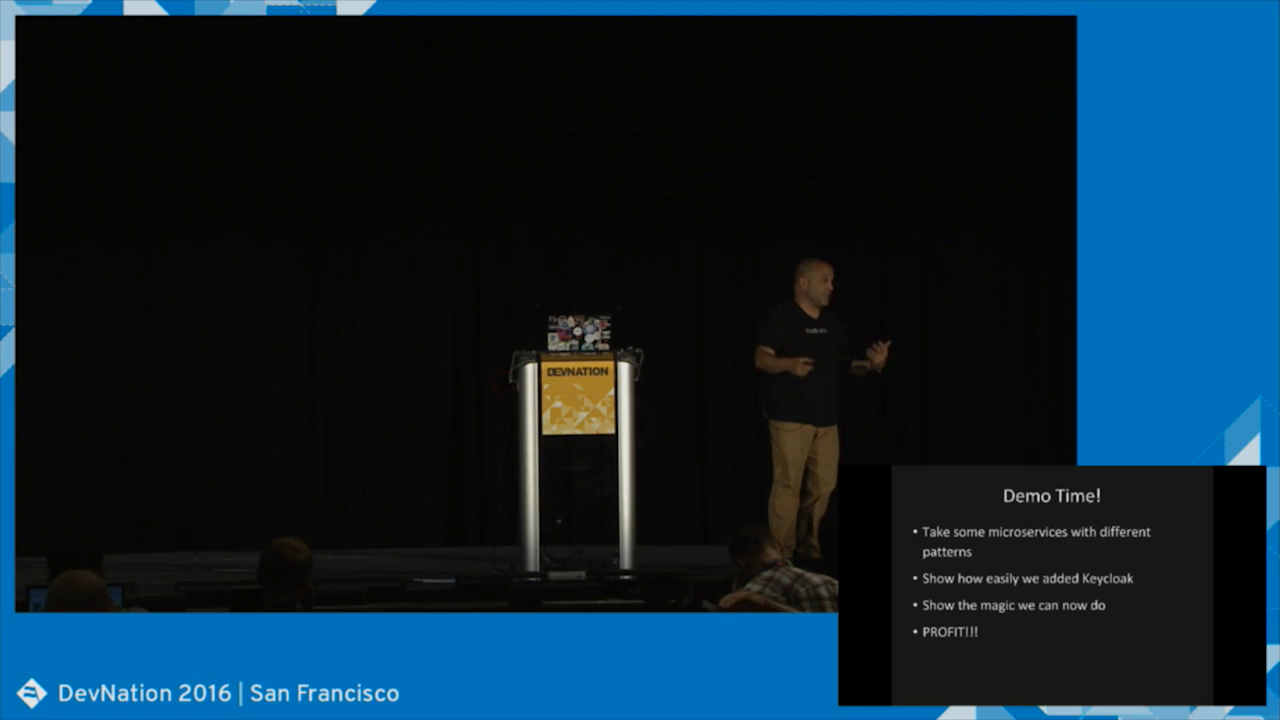 DEVNATION
Demo Time!
• Take some microservices with different
patterns
• Show how easily we added Keycloak
• Show the magic we can now do
• PROFIT!!!
DevNation 2016 | San Francisco